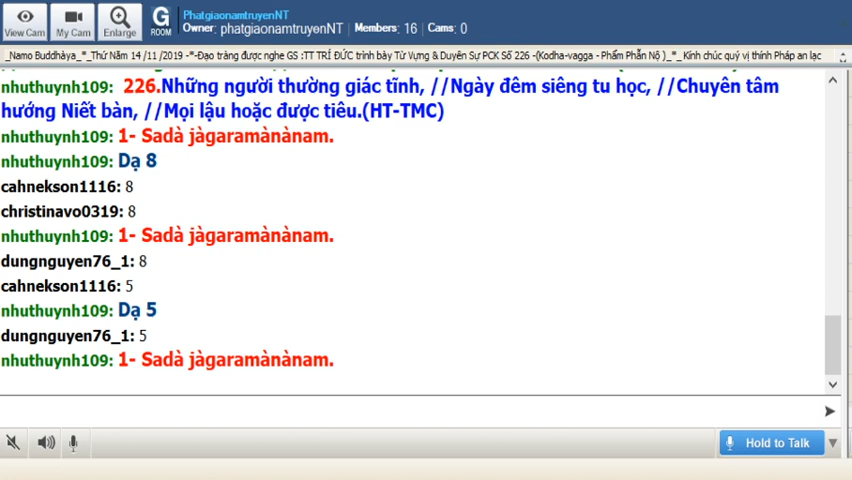 PhatgiaonamtruyenNT
G
ROOM
Owner: phatgiaonamtruyenNT Members: 16 Cams: 0
View Cam My Cam Enlarge
_Namo Buddhàya_*_Thứ Năm 14 /11 /2019 -*-Đạo tràng được nghe GS :TT TRÍ ĐỨC trình bày Từ Vựng & Duyên Sự PCK Số 226 -(Kodha-vagga - Phẩm Phẫn Nộ )_*_ Kính chúc quý vị thính Pháp an lạc
nhuthuynh109: 226.Những người thường giác tỉnh, //Ngày đêm siêng tu học, //Chuyên tâm
hướng Niết bàn, //Mọi lậu hoặc được tiêu.(HT-TMC)
nhuthuynh109: 1- Sadà jàgaramànànam.
nhuthuynh109: Dạ 8
cahnekson1116: 8
christinavo0319: 8
nhuthuynh109: 1- Sadà jàgaramànànam.
dungnguyen76_1: 8
cahnekson1116: 5
nhuthuynh109: Dạ 5
dungnguyen76_1: 5
nhuthuynh109: 1- Sadà jàgaramànànam.
Hold to Talk